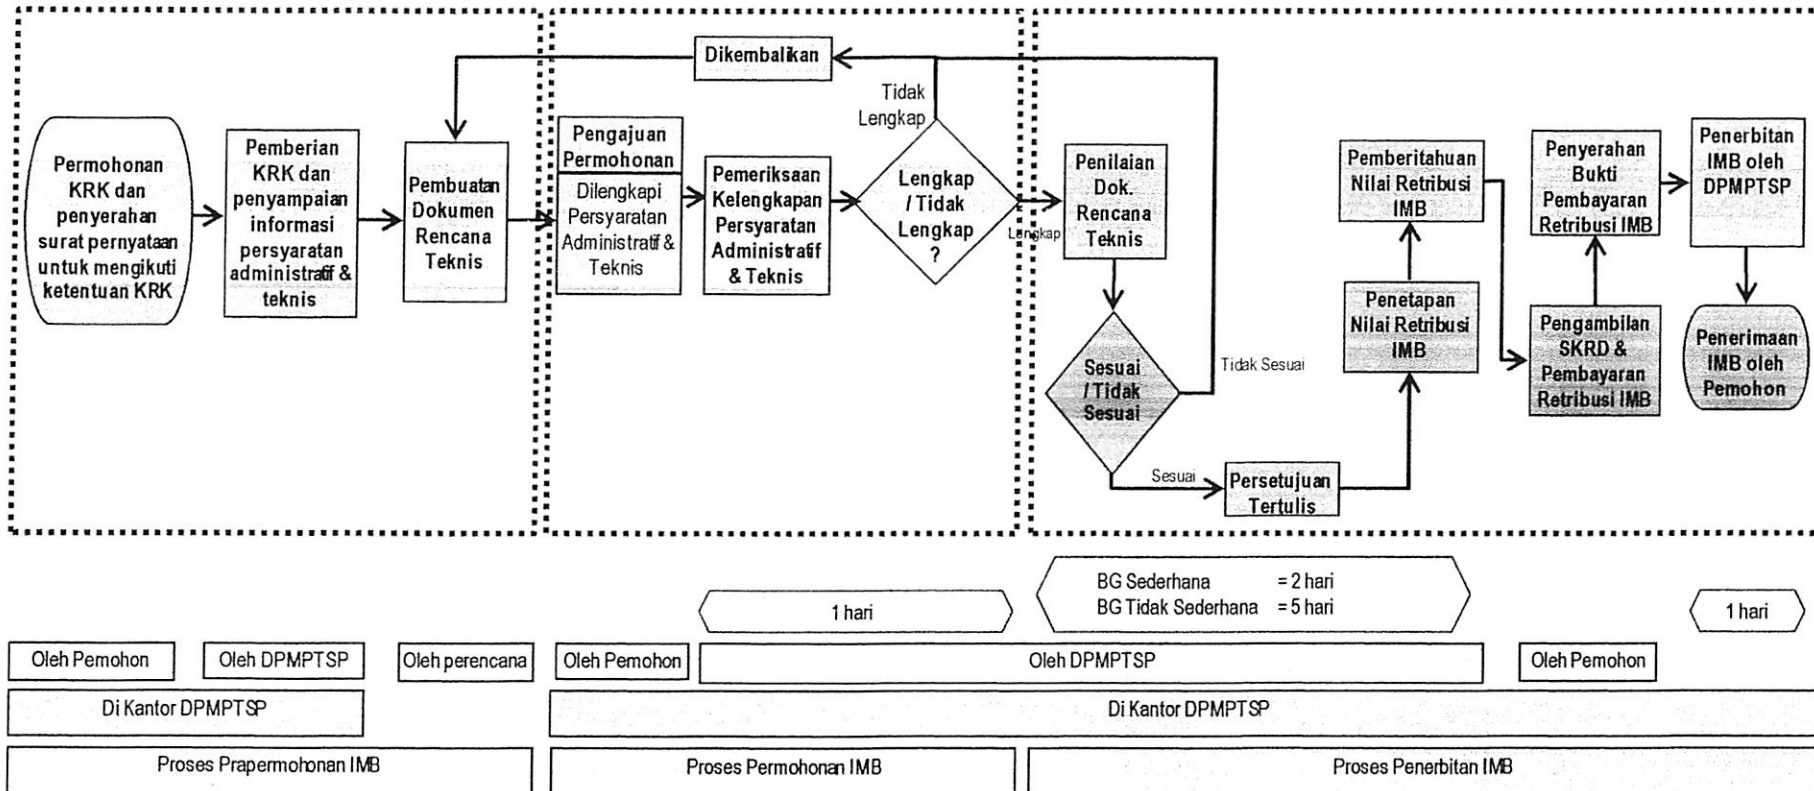 Permohonan
KRK dan
penyerahan
surat pernyataan
untuk mengikuti
ketentuan KRK
Pemberian
KRK dan
penyampaian
informasi
persyaratan
administratif &
teknis
Pembuatan
Dokumen
Rencana
Teknis
Dikembalikan
Pengajuan
Permohonan
Dilengkapi
Persyaratan
Administratif &
Teknis
Pemeriksaan
Kelengkapan
Persyaratan
Administratif
& Teknis
Tidak
Lengkap
Lengkap
/ Tidak
Lengkap
?
Lengkap
Penilaian
Dok.
Rencana
Teknis
Sesuai
/ Tidak
Sesuai
Tidak Sesuai
Sesuai
Persetujuan
Tertulis
Penetapan
Nilai Retribusi
IMB
Pemberitahuan
Nilai Retribusi
IMB
Pengambilan
SKRD &
Pembayaran
Retribusi IMB
Penyerahan
Bukti
Pembayaran
Retribusi IMB
Penerbitan
IMB oleh
DPMPTSP
Penerimaan
IMB oleh
Pemohon
1 hari
BG Sederhana = 2 hari
BG Tidak Sederhana = 5 hari
1 hari
Oleh Pemohon
Oleh DPMPTSP
Oleh perencana
Oleh Pemohon
Oleh DPMPTSP
Oleh Pemohon
Di Kantor DPMPTSP
Di Kantor DPMPTSP
Proses Prapermohonan IMB
Proses Permohonan IMB
Proses Penerbitan IMB